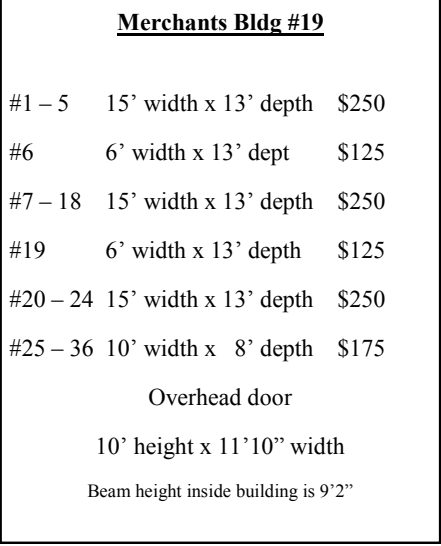 Merchants Bldg #19
#1 – 5 15’ width x 13’ depth $250
#6 6’ width x 13’ dept $125
#7 – 18 15’ width x 13’ depth $250
#19 6’ width x 13’ depth $125
#20 – 24 15’ width x 13’ depth $250
#25 – 36 10’ width x 8’ depth $175
Overhead door
10’ height x 11’10” width
Beam height inside building is 9’2”